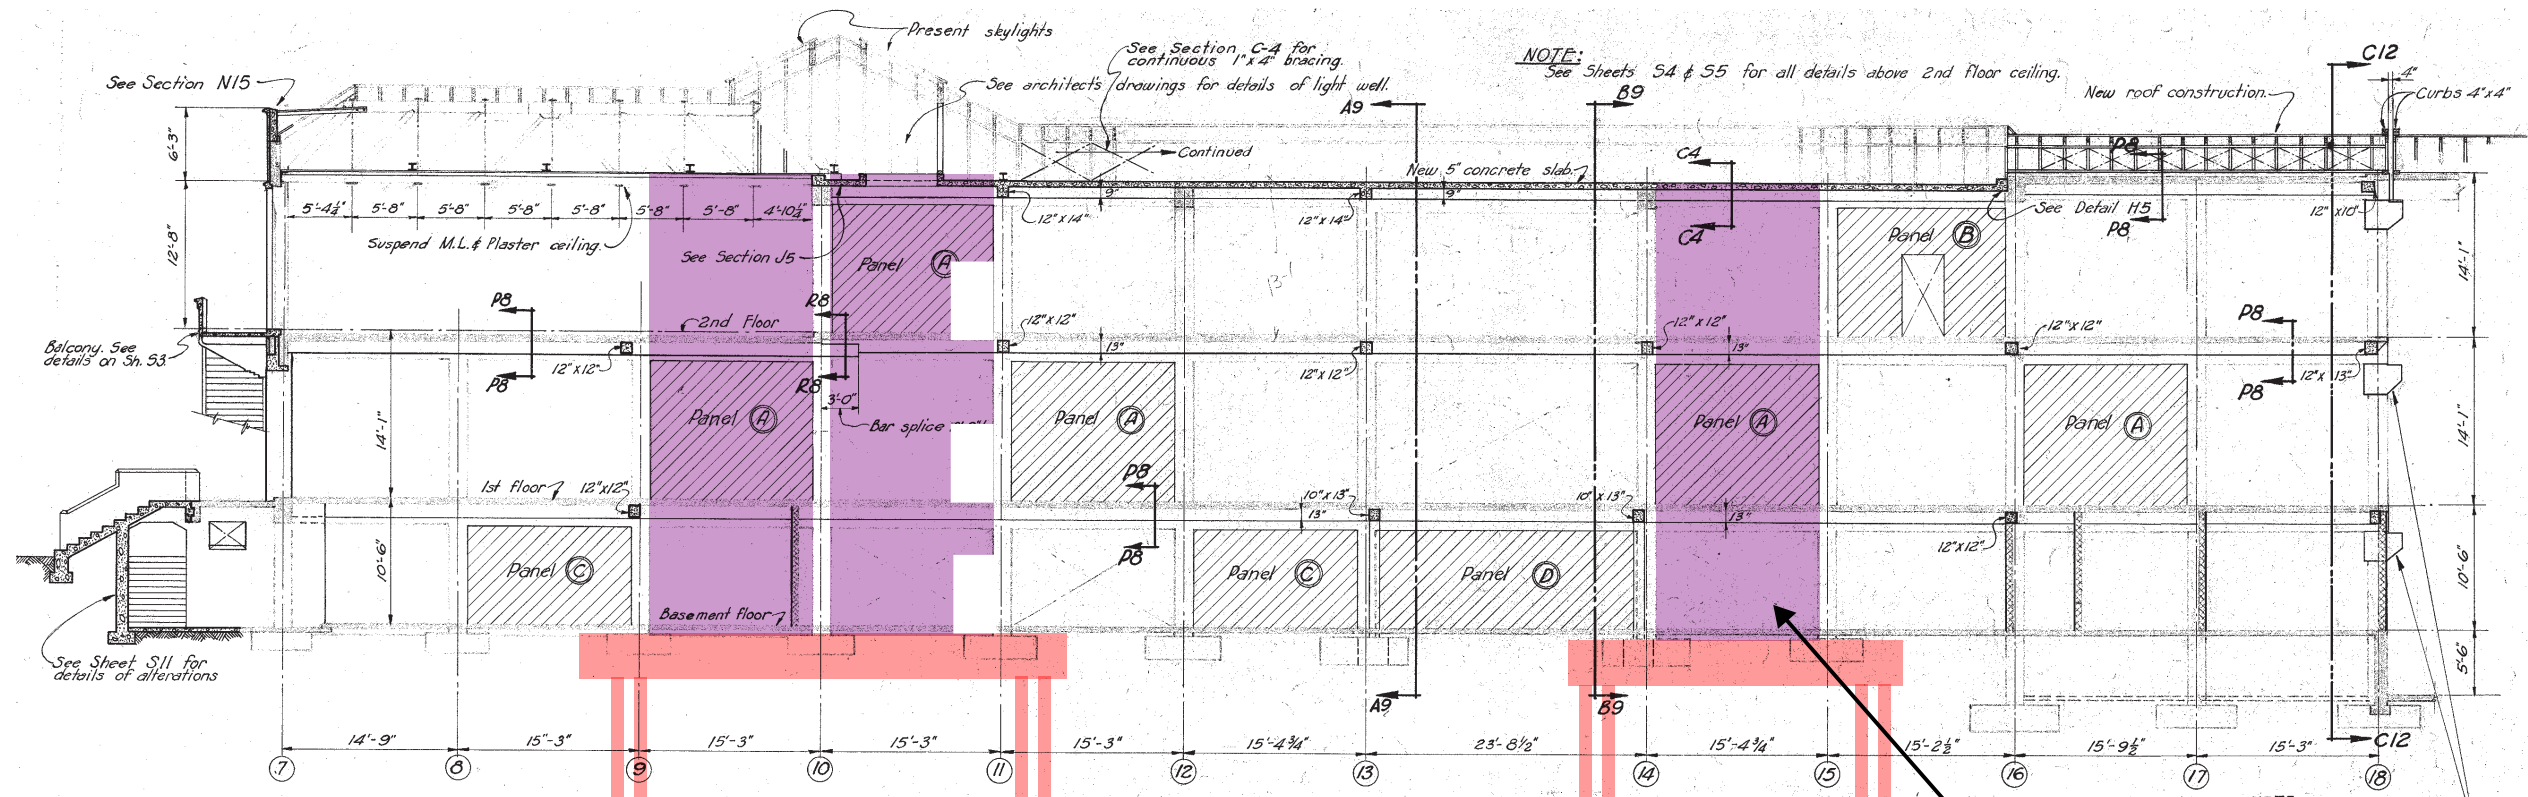 Present skylights
See Section C-4 for
continuous 1"x4" bracing.
NOTE:
See Sheets S4 & S5 for all details above 2nd floor ceiling.
C12
4"
See Section N15
See architect's drawings for details of light well.
A9
B9
New roof construction.
Curbs 4"x4"
6'-3"
Continued
C4
P8
New 5" concrete slab.
5'-4¼"
5'-8"
5'-8"
5'-8"
5'-8"
5'-8"
5'-8"
4'-10¼"
9"
12"x14"
12"x14"
9"
See Detail H5
12"x10"
P8
Suspend M.L.& Plaster ceiling.
See Section J5
Panel A
C4
Panel B
12'-8"
14'-1"
13-1
P8
R8
2nd Floor
12"x12"
12"x12"
12"x12"
P8
Balcony. See
details on Sh. S3.
13"
13"
P8
12"x12"
R8
12"x12"
12"x13"
P8
3'-0"
Panel A
Bar splice
Panel A
Panel A
Panel A
14'-1"
14'-1"
1st floor
12"x12"
P8
10"x13"
10"x13"
13"
13"
P8
12"x12"
10'-6"
Panel C
Panel C
Panel D
10'-6"
Basement floor
See Sheet S11 for
details of alterations
5'-6"
A9
B9
C12
14'-9"
15'-3"
15'-3"
15'-3"
15'-3"
15'-4¾"
23'-8½"
15'-4¾"
15'-2½"
15'-9½"
15'-3"
7
8
9
10
11
12
13
14
15
16
17
18